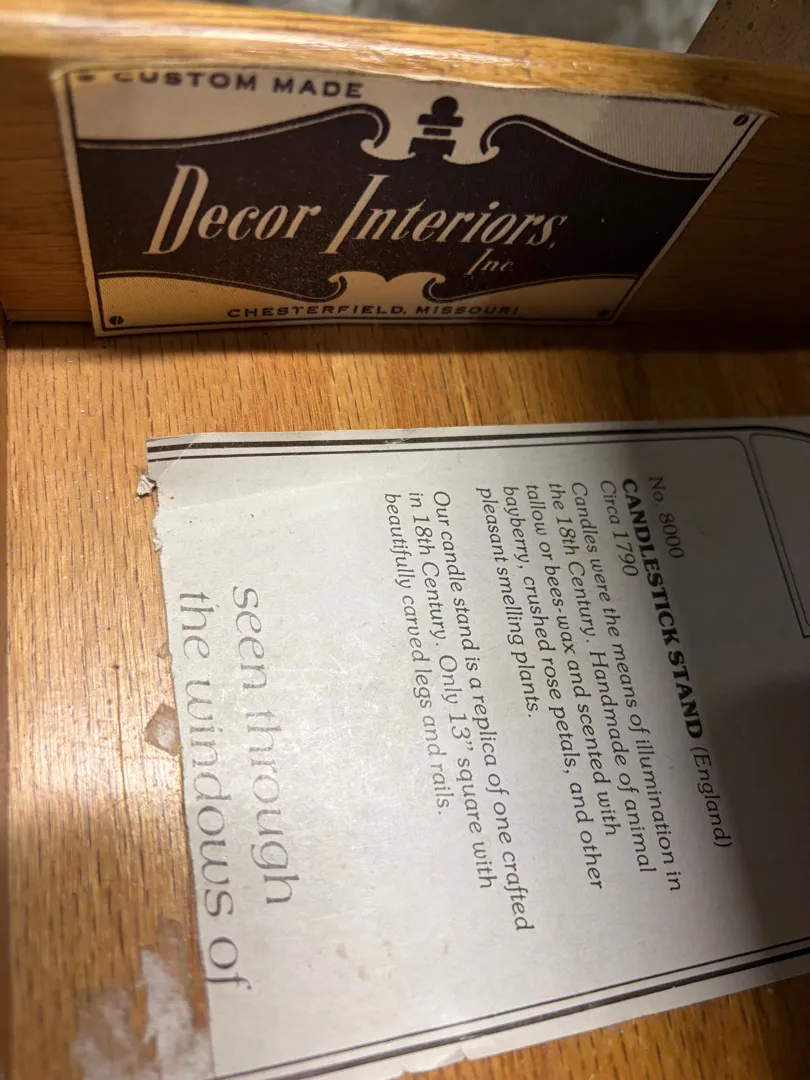 CUSTOM MADE
Decor Interiors,
Inc.
CHESTERFIELD, MISSOURI
No. 8000
CANDLESTICK STAND (England)
Circa 1790
Candles were the means of illumination in
the 18th Century. Handmade of animal
tallow or bees-wax and scented with
bayberry, crushed rose petals, and other
pleasant smelling plants.
Our candle stand is a replica of one crafted
in 18th Century. Only 13” square with
beautifully carved legs and rails.
seen through
the windows of